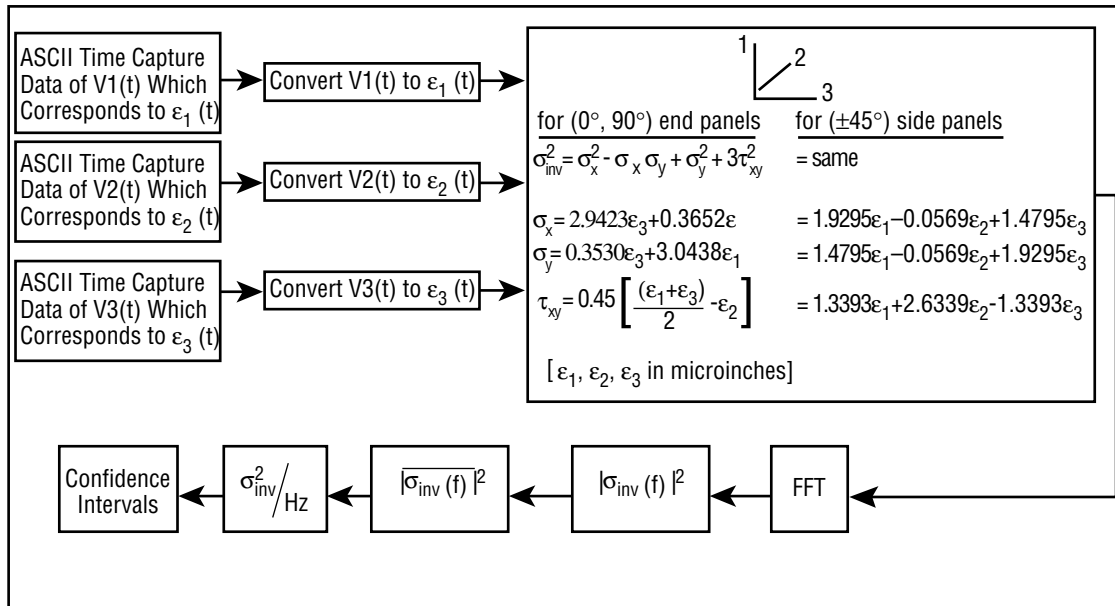 ASCII Time Capture
Data of V1(t) Which
Corresponds to ε₁ (t)
Convert V1(t) to ε₁ (t)
ASCII Time Capture
Data of V2(t) Which
Corresponds to ε₂ (t)
Convert V2(t) to ε₂ (t)
ASCII Time Capture
Data of V3(t) Which
Corresponds to ε₃ (t)
Convert V3(t) to ε₃ (t)
1
2
3
for (0°, 90°) end panels for (±45°) side panels
σ²inv = σ²x - σx σy + σ²y + 3τ²xy = same
σx = 2.9423ε₃+0.3652ε = 1.9295ε₁–0.0569ε₂+1.4795ε₃
σy = 0.3530ε₃+3.0438ε₁ = 1.4795ε₁–0.0569ε₂+1.9295ε₃
τxy = 0.45 [(ε₁+ε₃)/2 -ε₂] = 1.3393ε₁+2.6339ε₂-1.3393ε₃
[ε₁, ε₂, ε₃ in microinches]
Confidence
Intervals
σ²inv/Hz
|σ̅i̅n̅v̅ ̅(̅f̅)̅|²
|σinv (f) |²
FFT